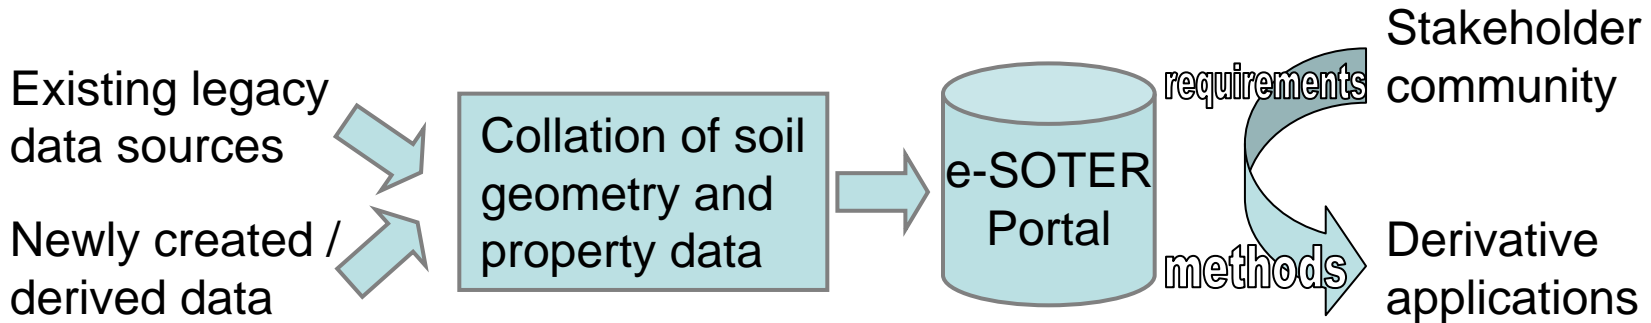 Existing legacy
data sources
Newly created /
derived data
Collation of soil
geometry and
property data
e-SOTER
Portal
requirements
methods
Stakeholder
community
Derivative
applications